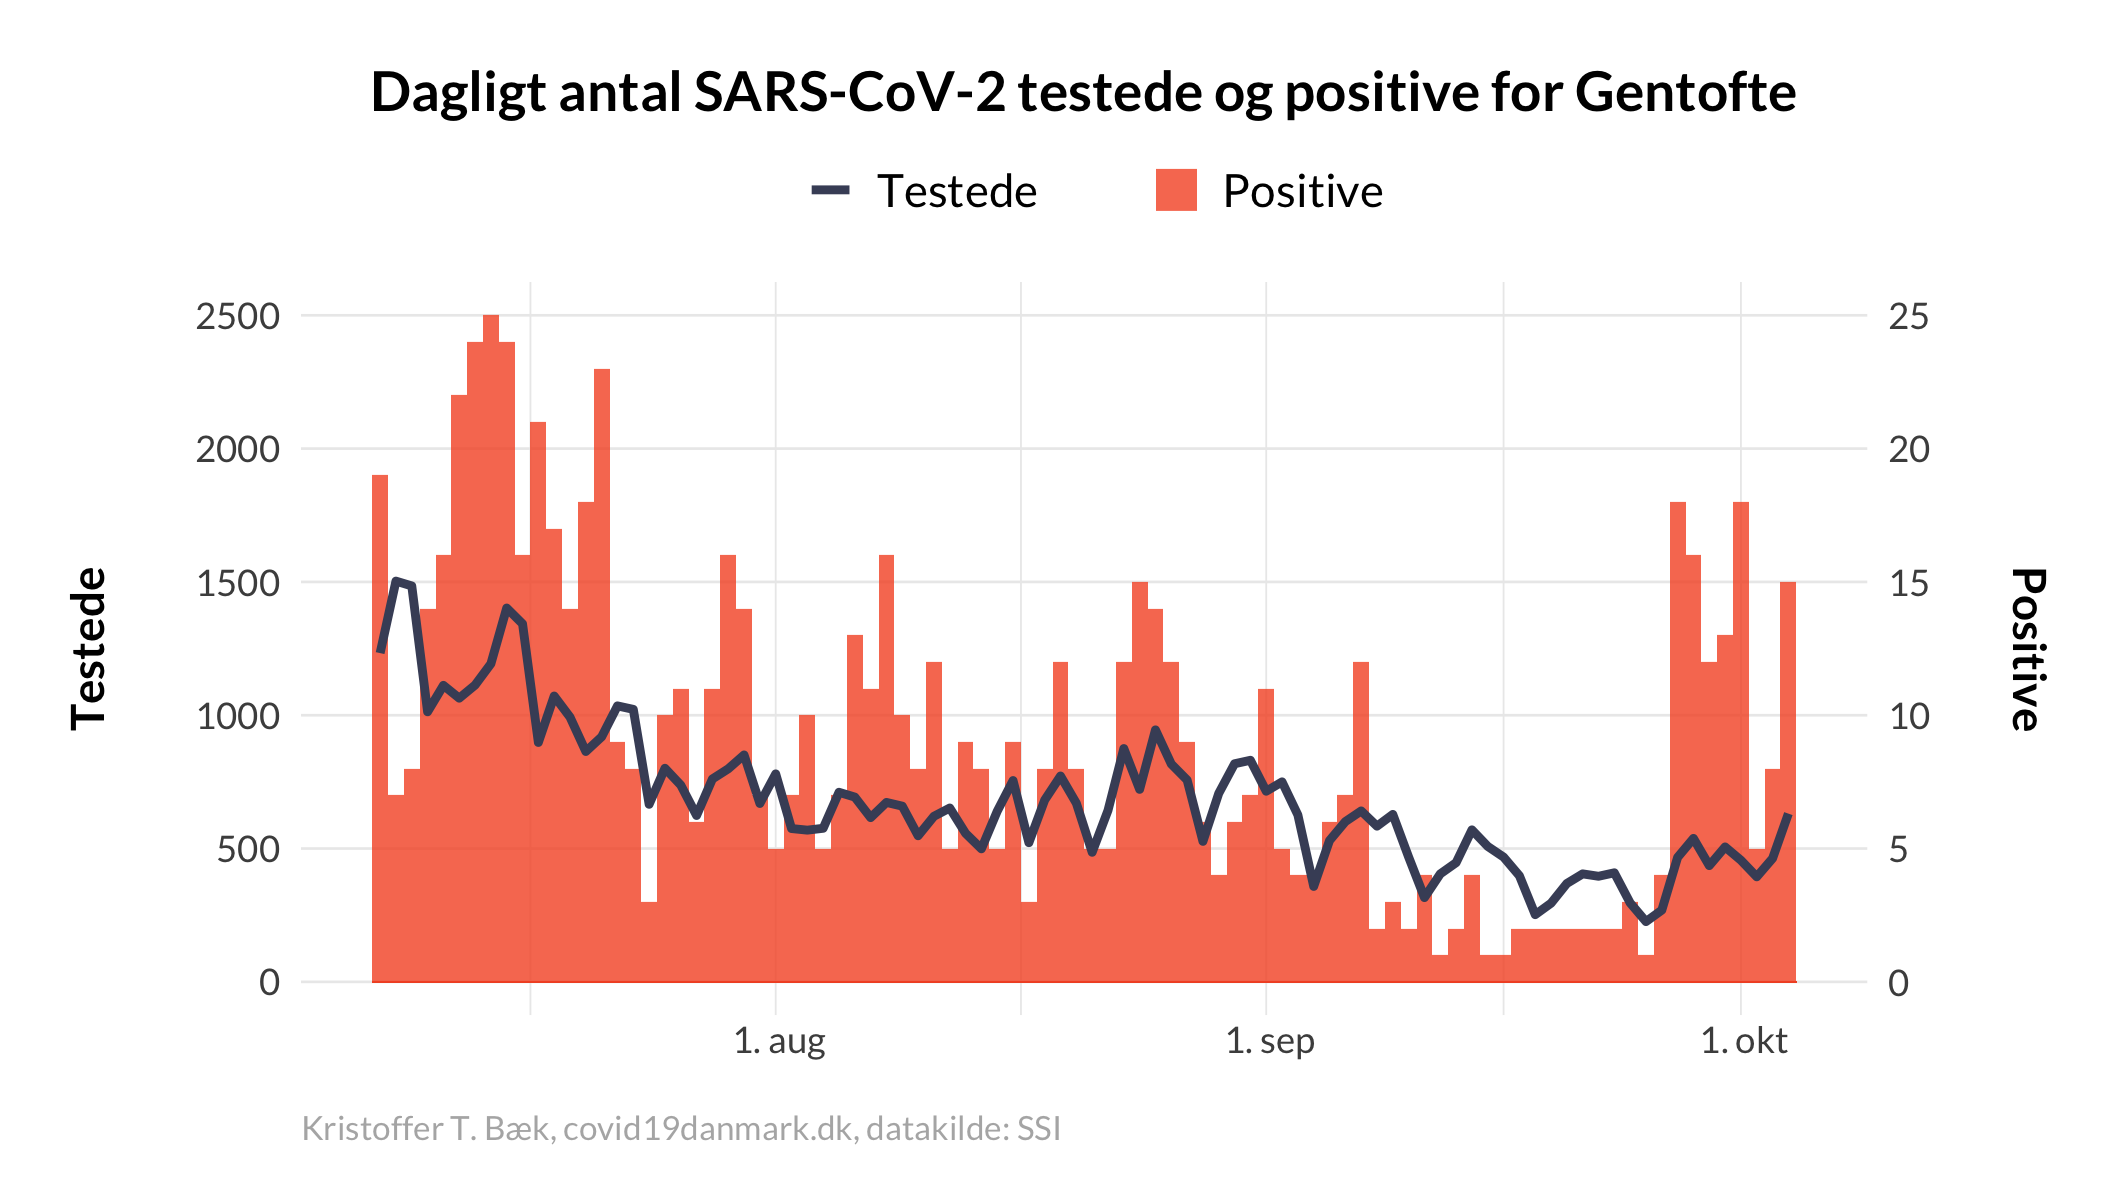 Dagligt antal SARS-CoV-2 testede og positive for Gentofte
Testede
Positive
2500
2000
1500
1000
500
0
25
20
15
10
5
0
Testede
Positive
1. aug
1. sep
1. okt
Kristoffer T. Bæk, covid19danmark.dk, datakilde: SSI